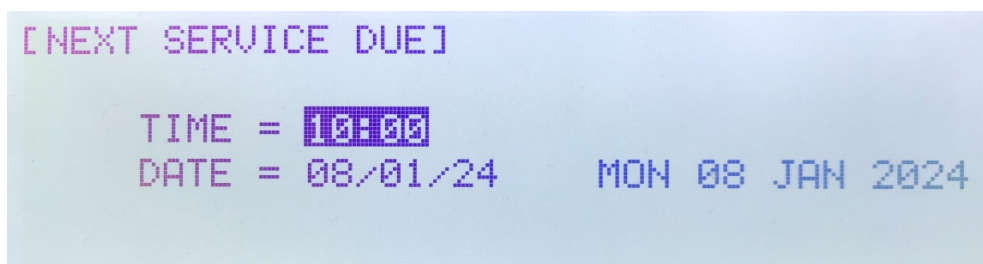 [NEXT SERVICE DUE]
TIME = 10:00
DATE = 08/01/24 MON 08 JAN 2024